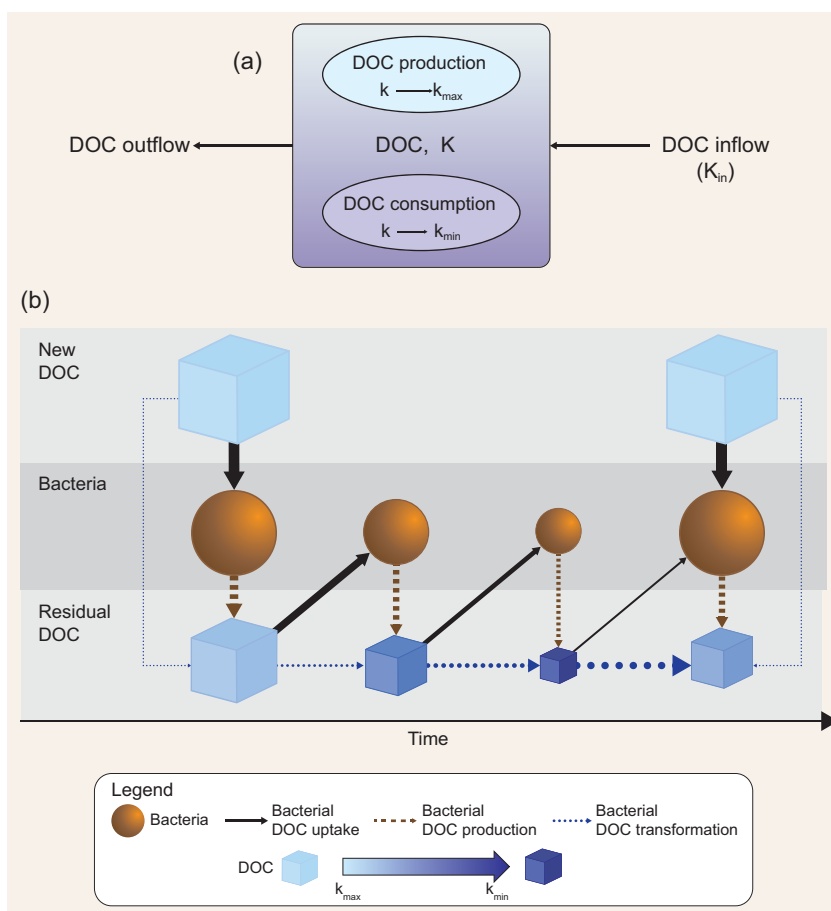 (a)
DOC production
k kmax
DOC outflow
DOC, K
DOC inflow
(Kin)
DOC consumption
k kmin
(b)
New
DOC
Bacteria
Residual
DOC
Time
Legend
Bacteria
Bacterial
DOC uptake
Bacterial
DOC production
Bacterial
DOC transformation
DOC
kmax
kmin